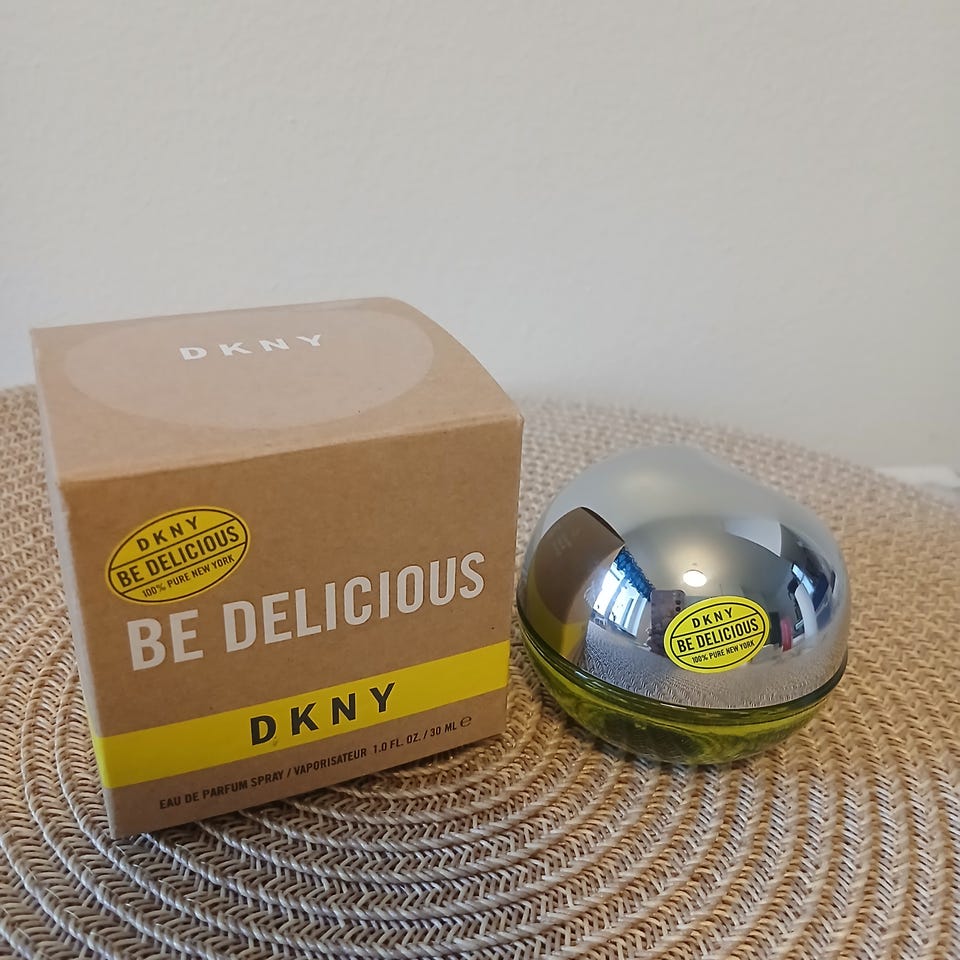 DKNY
DKNY
BE DELICIOUS
100% PURE NEW YORK
BE DELICIOUS
DKNY
EAU DE PARFUM SPRAY / VAPORISATEUR 1.0 FL. OZ. / 30 ML ℮
DKNY
BE DELICIOUS
100% PURE NEW YORK